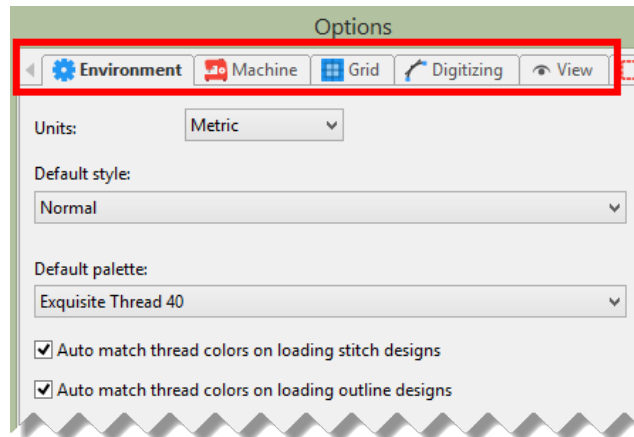 Options
Environment Machine Grid Digitizing View
Units: Metric
Default style:
Normal
Default palette:
Exquisite Thread 40
Auto match thread colors on loading stitch designs
Auto match thread colors on loading outline designs